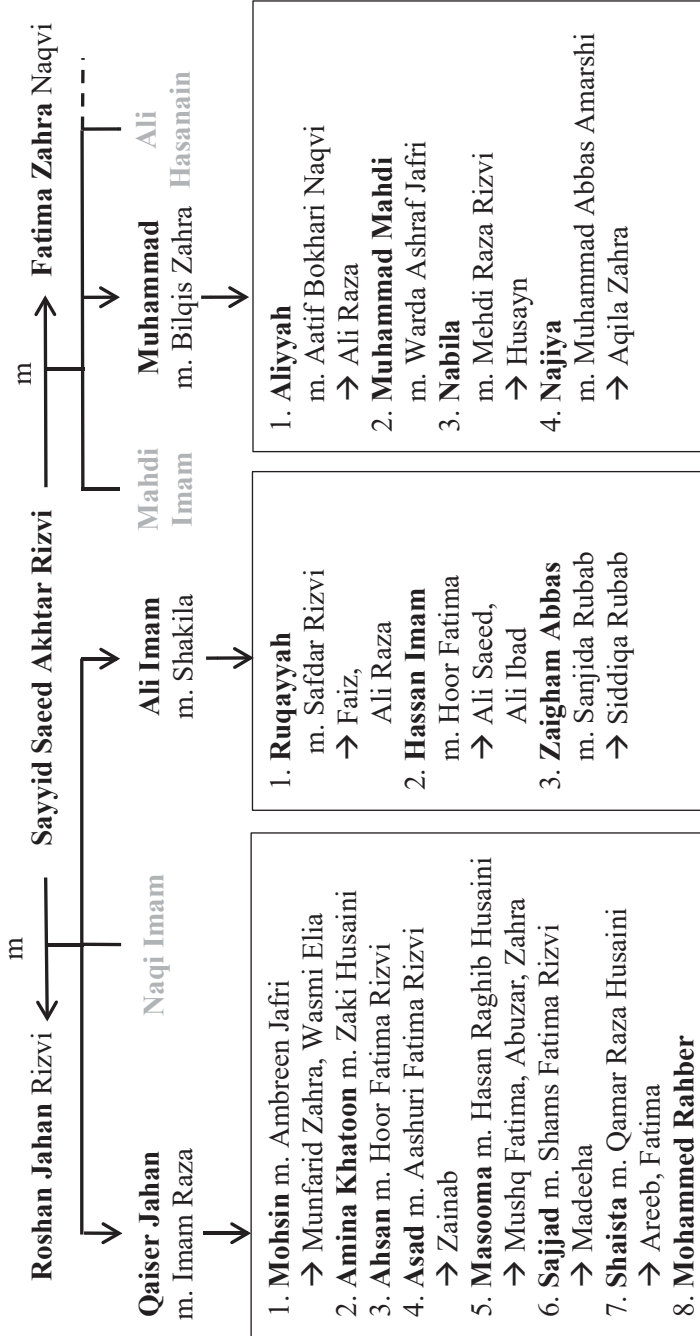 m
m
Roshan Jahan Rizvi
Sayyid Saeed Akhtar Rizvi
Fatima Zahra Naqvi
Qaiser Jahan
m. Imam Raza
Naqi Imam
Ali Imam
m. Shakila
Mahdi
Imam
Muhammad
m. Bilqis Zahra
Ali
Hasanain
1. Mohsin m. Ambreen Jafri
→ Munfarid Zahra, Wasmi Elia
2. Amina Khatoon m. Zaki Husaini
3. Ahsan m. Hoor Fatima Rizvi
4. Asad m. Aashuri Fatima Rizvi
→ Zainab
5. Masooma m. Hasan Raghib Husaini
→ Mushq Fatima, Abuzar, Zahra
6. Sajjad m. Shams Fatima Rizvi
→ Madeeha
7. Shaista m. Qamar Raza Husaini
→ Areeb, Fatima
8. Mohammed Rahber
1. Ruqayyah
m. Safdar Rizvi
→ Faiz,
Ali Raza
2. Hassan Imam
m. Hoor Fatima
→ Ali Saeed,
Ali Ibad
3. Zaigham Abbas
m. Sanjida Rubab
→ Siddiqa Rubab
1. Aliyyah
m. Aatif Bokhari Naqvi
→ Ali Raza
2. Muhammad Mahdi
m. Warda Ashraf Jafri
3. Nabila
m. Mehdi Raza Rizvi
→ Husayn
4. Najiya
m. Muhammad Abbas Amarshi
→ Aqila Zahra